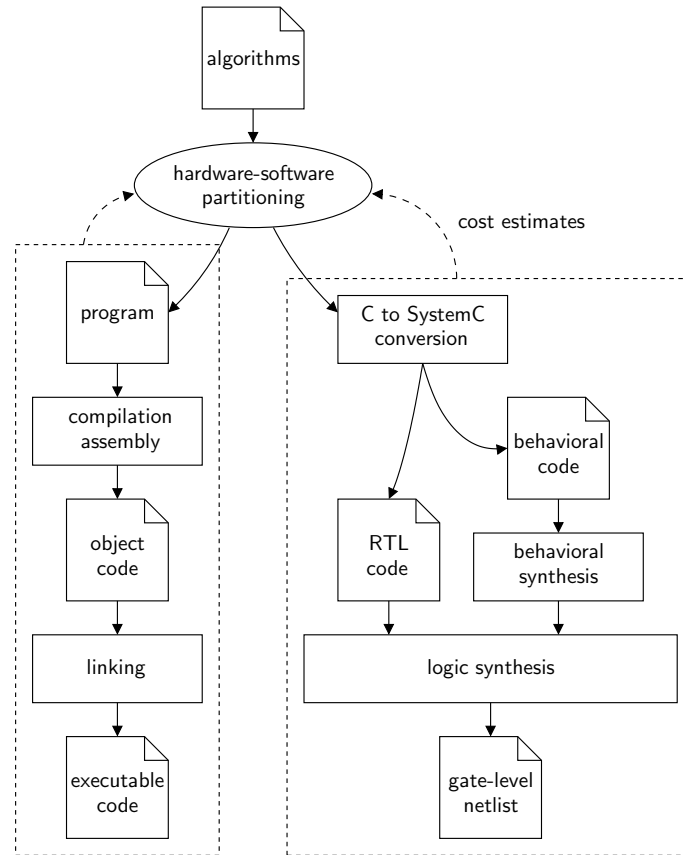 algorithms
hardware-software
partitioning
cost estimates
program
C to SystemC
conversion
compilation
assembly
behavioral
code
object
code
RTL
code
behavioral
synthesis
linking
logic synthesis
executable
code
gate-level
netlist